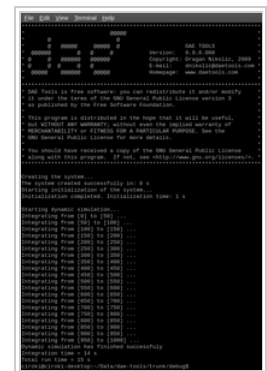 File Edit View Terminal Help
DAE TOOLS
Version:
Copyright: Dragan Nikolic, 2009
E-mail: dnikolic@daetools.com
Homepage: www.daetools.com
* DAE Tools is free software: you can redistribute it and/or modify
* it under the terms of the GNU General Public License version 3
* as published by the Free Software Foundation.
* This program is distributed in the hope that it will be useful,
* but WITHOUT ANY WARRANTY; without even the implied warranty of
* MERCHANTABILITY or FITNESS FOR A PARTICULAR PURPOSE. See the
* GNU General Public License for more details.
* You should have received a copy of the GNU General Public License
* along with this program. If not, see <http://www.gnu.org/licenses/>.
Creating the system...
The system created successfully in: 0 s
Starting initialization of the system...
Initialization completed. Initialization time: 1 s
Starting dynamic simulation...
Integrating from [0] to [50] ...
Integrating from [50] to [100] ...
Integrating from [100] to [150] ...
Integrating from [150] to [200] ...
Integrating from [200] to [250] ...
Integrating from [250] to [300] ...
Integrating from [300] to [350] ...
Integrating from [350] to [400] ...
Integrating from [400] to [450] ...
Integrating from [450] to [500] ...
Integrating from [500] to [550] ...
Integrating from [550] to [600] ...
Integrating from [600] to [650] ...
Integrating from [650] to [700] ...
Integrating from [700] to [750] ...
Integrating from [750] to [800] ...
Integrating from [800] to [850] ...
Integrating from [850] to [900] ...
Integrating from [900] to [950] ...
Integrating from [950] to [1000] ...
Dynamic simulation has finished successfuly
Integration time = 14 s
Total run time = 15 s
ciroki@ciroki-desktop:~/Data/dae-tools/trunk/debug$